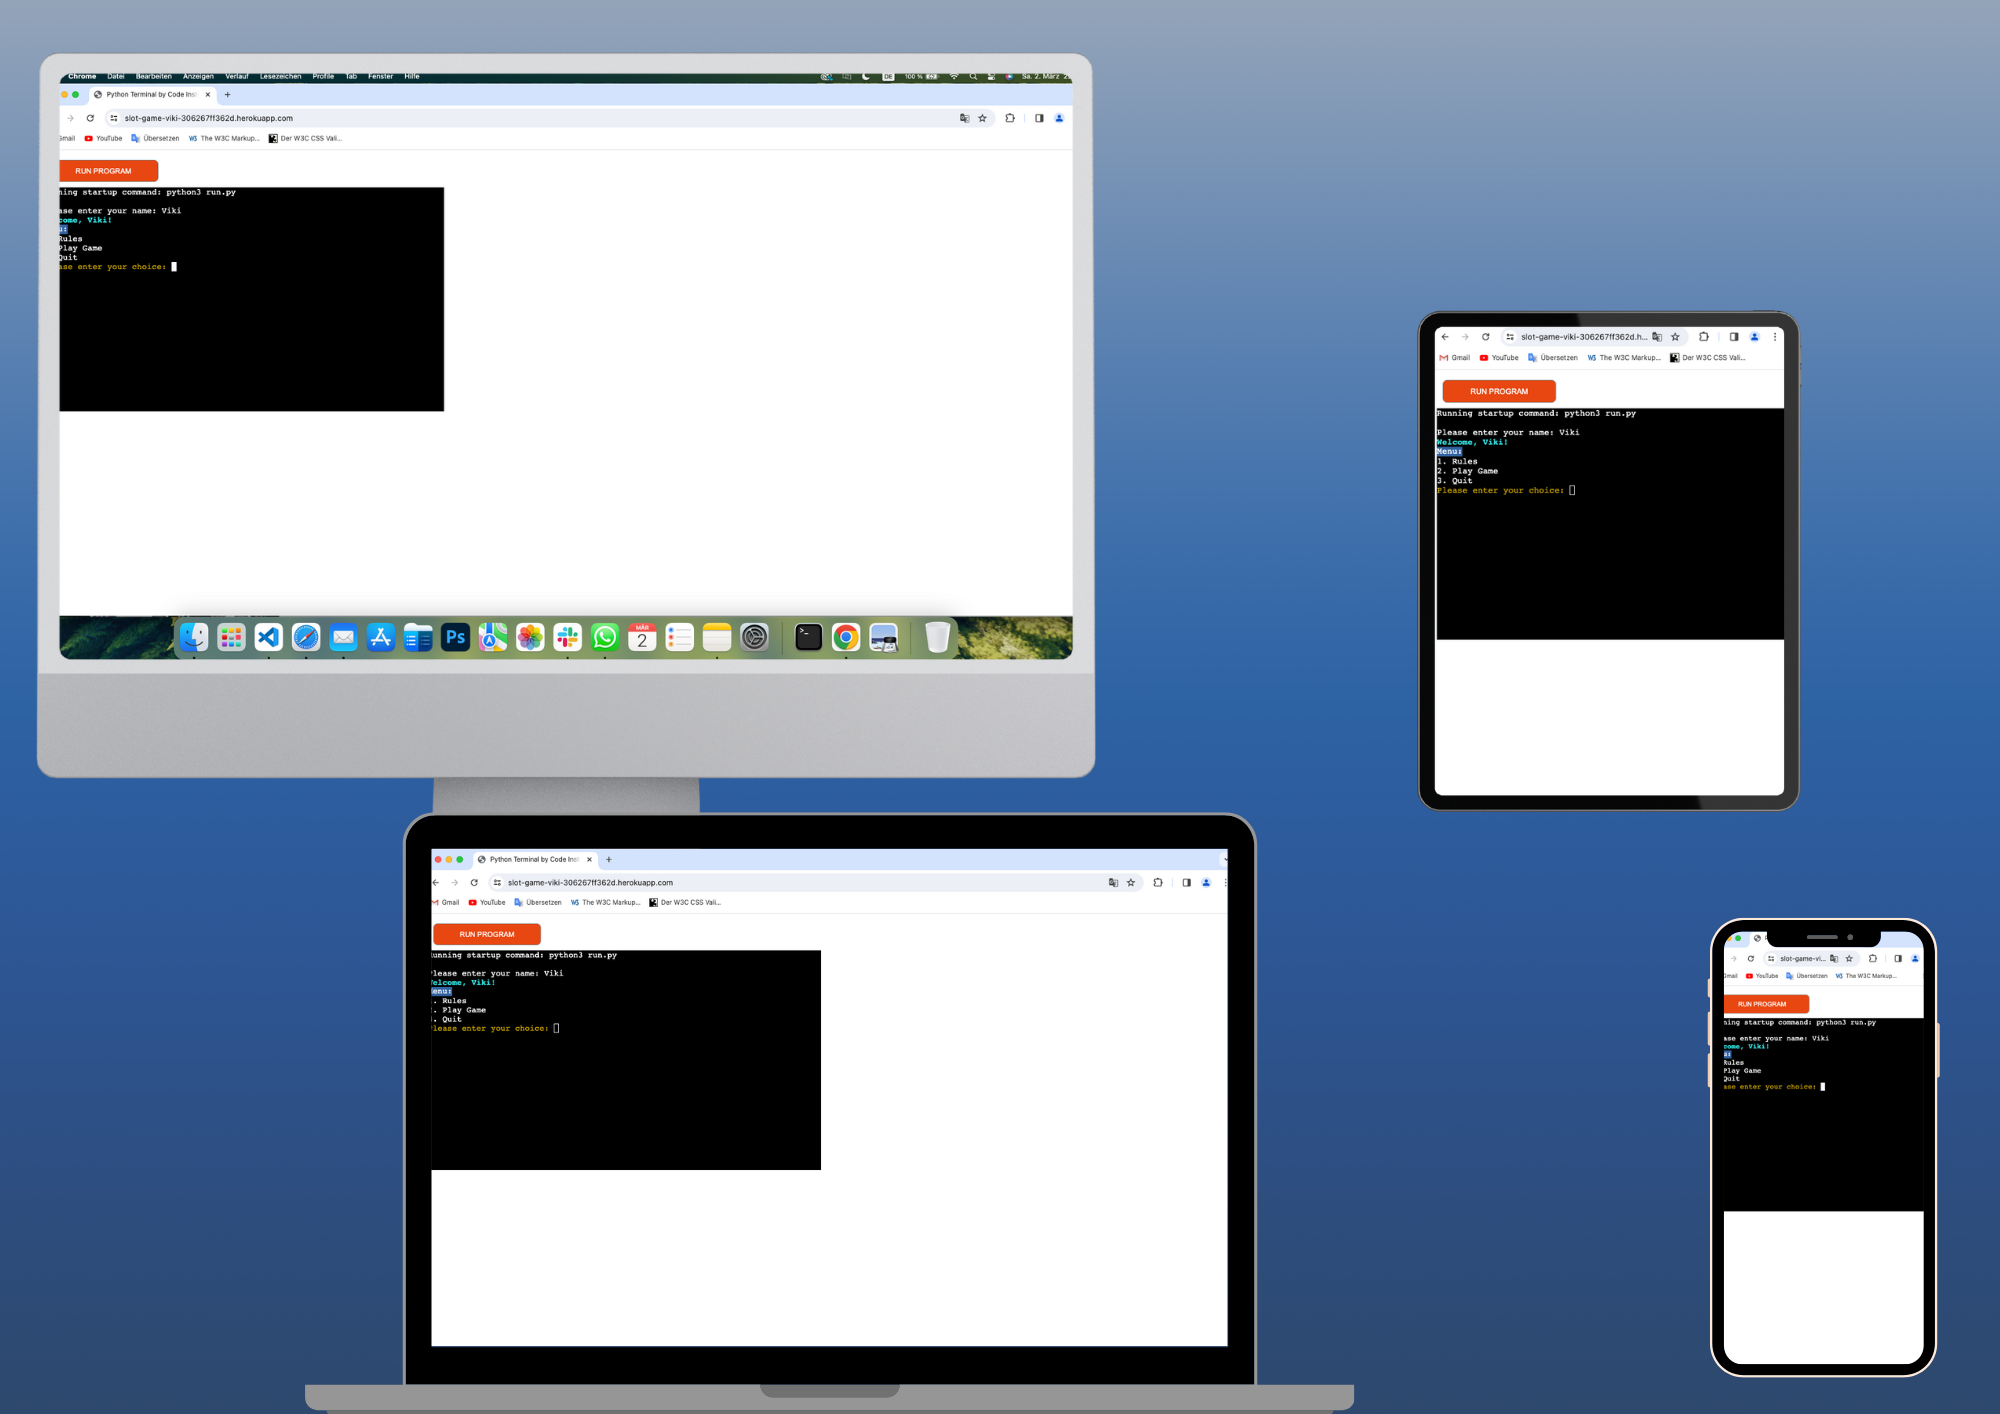 Chrome Datei Bearbeiten Anzeigen Verlauf Lesezeichen Profile Tab Fenster Hilfe DE 100 % Sa. 2. März
Python Terminal by Code Ins
slot-game-viki-306267ff362d.herokuapp.com
Gmail YouTube Übersetzen W3 The W3C Markup... Der W3C CSS Vali...
RUN PROGRAM
ning startup command: python3 run.py
ase enter your name: Viki
come, Viki!
u:
Rules
Play Game
Quit
ase enter your choice:
Ps
MÄR
2
slot-game-viki-306267ff362d.h...
Gmail YouTube Übersetzen W3 The W3C Markup... Der W3C CSS Vali...
RUN PROGRAM
Running startup command: python3 run.py
Please enter your name: Viki
Welcome, Viki!
Menu:
1. Rules
2. Play Game
3. Quit
Please enter your choice:
Python Terminal by Code Inst
slot-game-viki-306267ff362d.herokuapp.com
Gmail YouTube Übersetzen W3 The W3C Markup... Der W3C CSS Vali...
RUN PROGRAM
unning startup command: python3 run.py
lease enter your name: Viki
elcome, Viki!
enu:
. Rules
. Play Game
. Quit
lease enter your choice:
slot-game-vi...
Gmail YouTube Übersetzen W3 The W3C Markup...
RUN PROGRAM
ning startup command: python3 run.py
ase enter your name: Viki
come, Viki!
u:
Rules
Play Game
Quit
ase enter your choice: